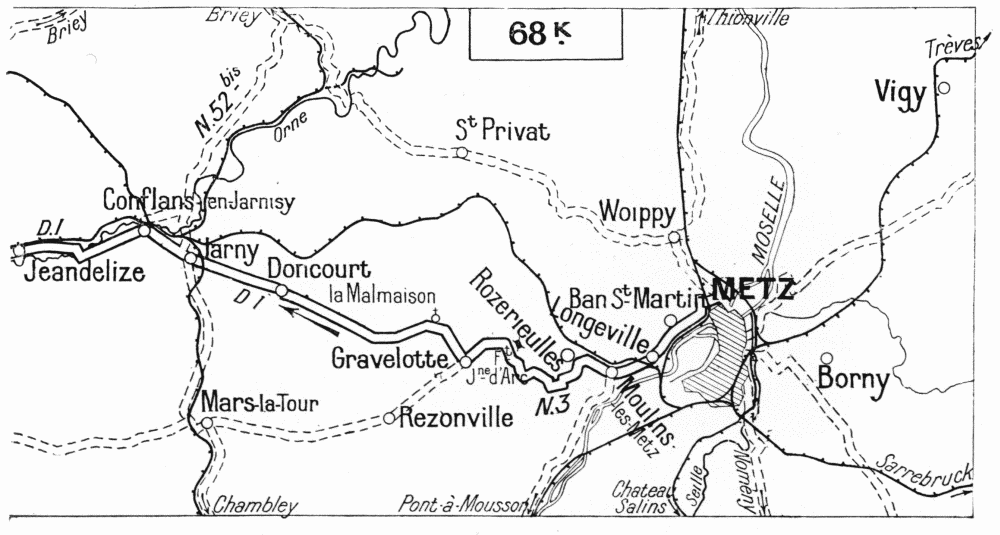 Briey
Briey
68 K.
Thionville
Trèves
Vigy
N.52 bis
Orne
St Privat
Conflans-en-Jarnisy
D.1
Jarny
Woippy
MOSELLE
Jeandelize
Doncourt
D 1
la Malmaison
Rozerieulles
Ban St Martin
METZ
Longeville
Gravelotte
Ft
Jne d'Arc
N.3
Moulins-
-lès-Metz
Borny
Mars-la-Tour
Rezonville
Chambley
Pont-à-Mousson
Chateau
Salins
Seille
Nomény
Sarrebruck